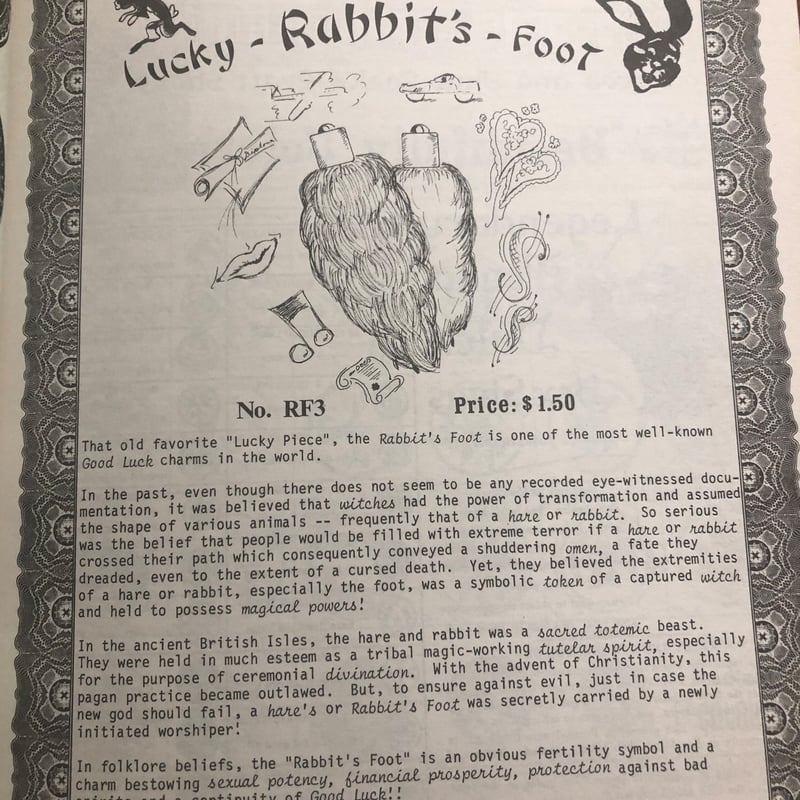 Lucky - Rabbit's - Foot
No. RF3 Price: $1.50
That old favorite "Lucky Piece", the Rabbit's Foot is one of the most well-known
Good Luck charms in the world.
In the past, even though there does not seem to be any recorded eye-witnessed docu-
mentation, it was believed that witches had the power of transformation and assumed
the shape of various animals -- frequently that of a hare or rabbit. So serious
was the belief that people would be filled with extreme terror if a hare or rabbit
crossed their path which consequently conveyed a shuddering omen, a fate they
dreaded, even to the extent of a cursed death. Yet, they believed the extremities
of a hare or rabbit, especially the foot, was a symbolic token of a captured witch
and held to possess magical powers!
In the ancient British Isles, the hare and rabbit was a sacred totemic beast.
They were held in much esteem as a tribal magic-working tutelar spirit, especially
for the purpose of ceremonial divination. With the advent of Christianity, this
pagan practice became outlawed. But, to ensure against evil, just in case the
new god should fail, a hare's or Rabbit's Foot was secretly carried by a newly
initiated worshiper!
In folklore beliefs, the "Rabbit's Foot" is an obvious fertility symbol and a
charm bestowing sexual potency, financial prosperity, protection against bad
spirits and a continuity of Good Luck!!